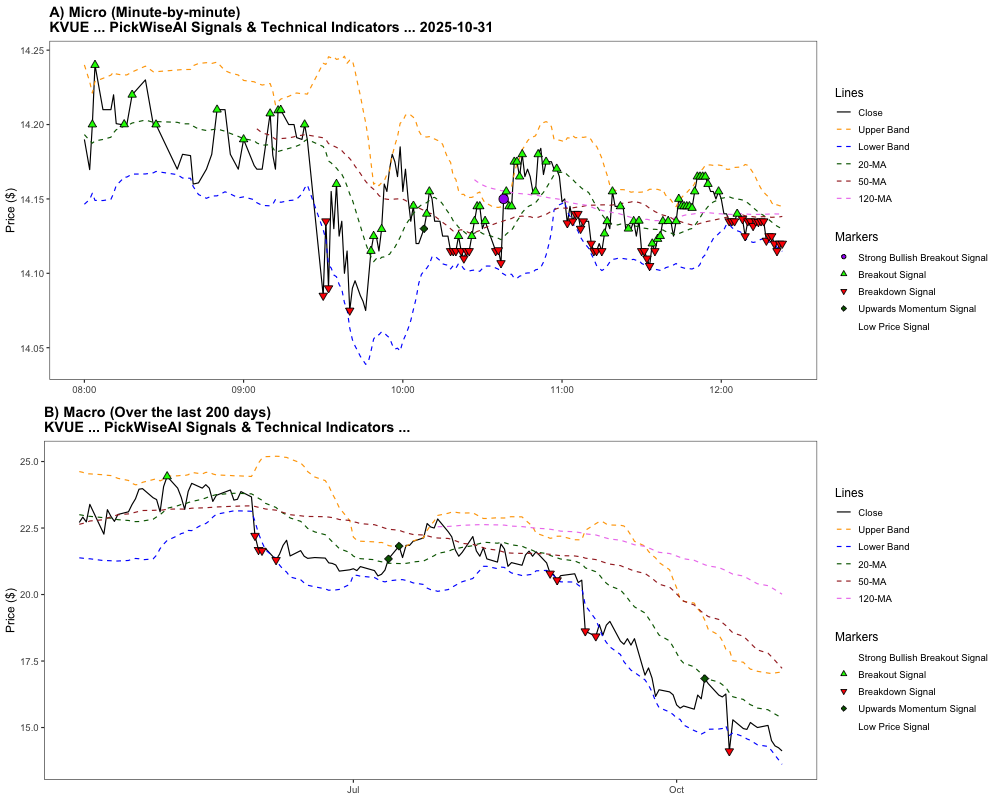 A) Micro (Minute-by-minute)
KVUE ... PickWiseAI Signals & Technical Indicators ... 2025-10-31
14.25
14.20
14.15
14.10
14.05
Price ($)
08:00
09:00
10:00
11:00
12:00
Lines
Close
Upper Band
Lower Band
20-MA
50-MA
120-MA
Markers
Strong Bullish Breakout Signal
Breakout Signal
Breakdown Signal
Upwards Momentum Signal
Low Price Signal
B) Macro (Over the last 200 days)
KVUE ... PickWiseAI Signals & Technical Indicators ...
25.0
22.5
20.0
17.5
15.0
Price ($)
Jul
Oct
Lines
Close
Upper Band
Lower Band
20-MA
50-MA
120-MA
Markers
Strong Bullish Breakout Signal
Breakout Signal
Breakdown Signal
Upwards Momentum Signal
Low Price Signal